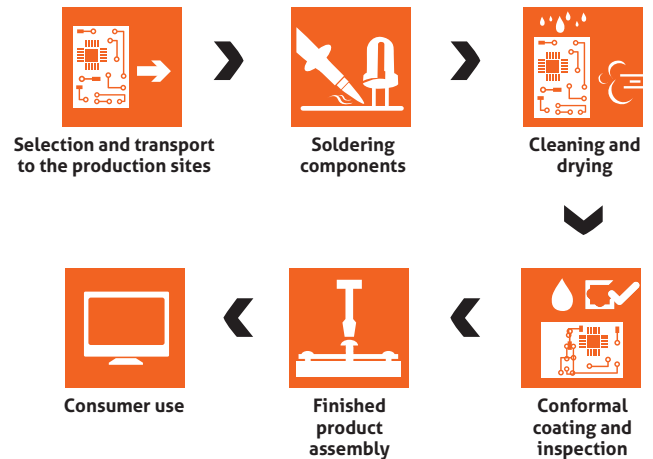 Selection and transport
to the production sites
Soldering
components
Cleaning and
drying
Consumer use
Finished
product
assembly
Conformal
coating and
inspection